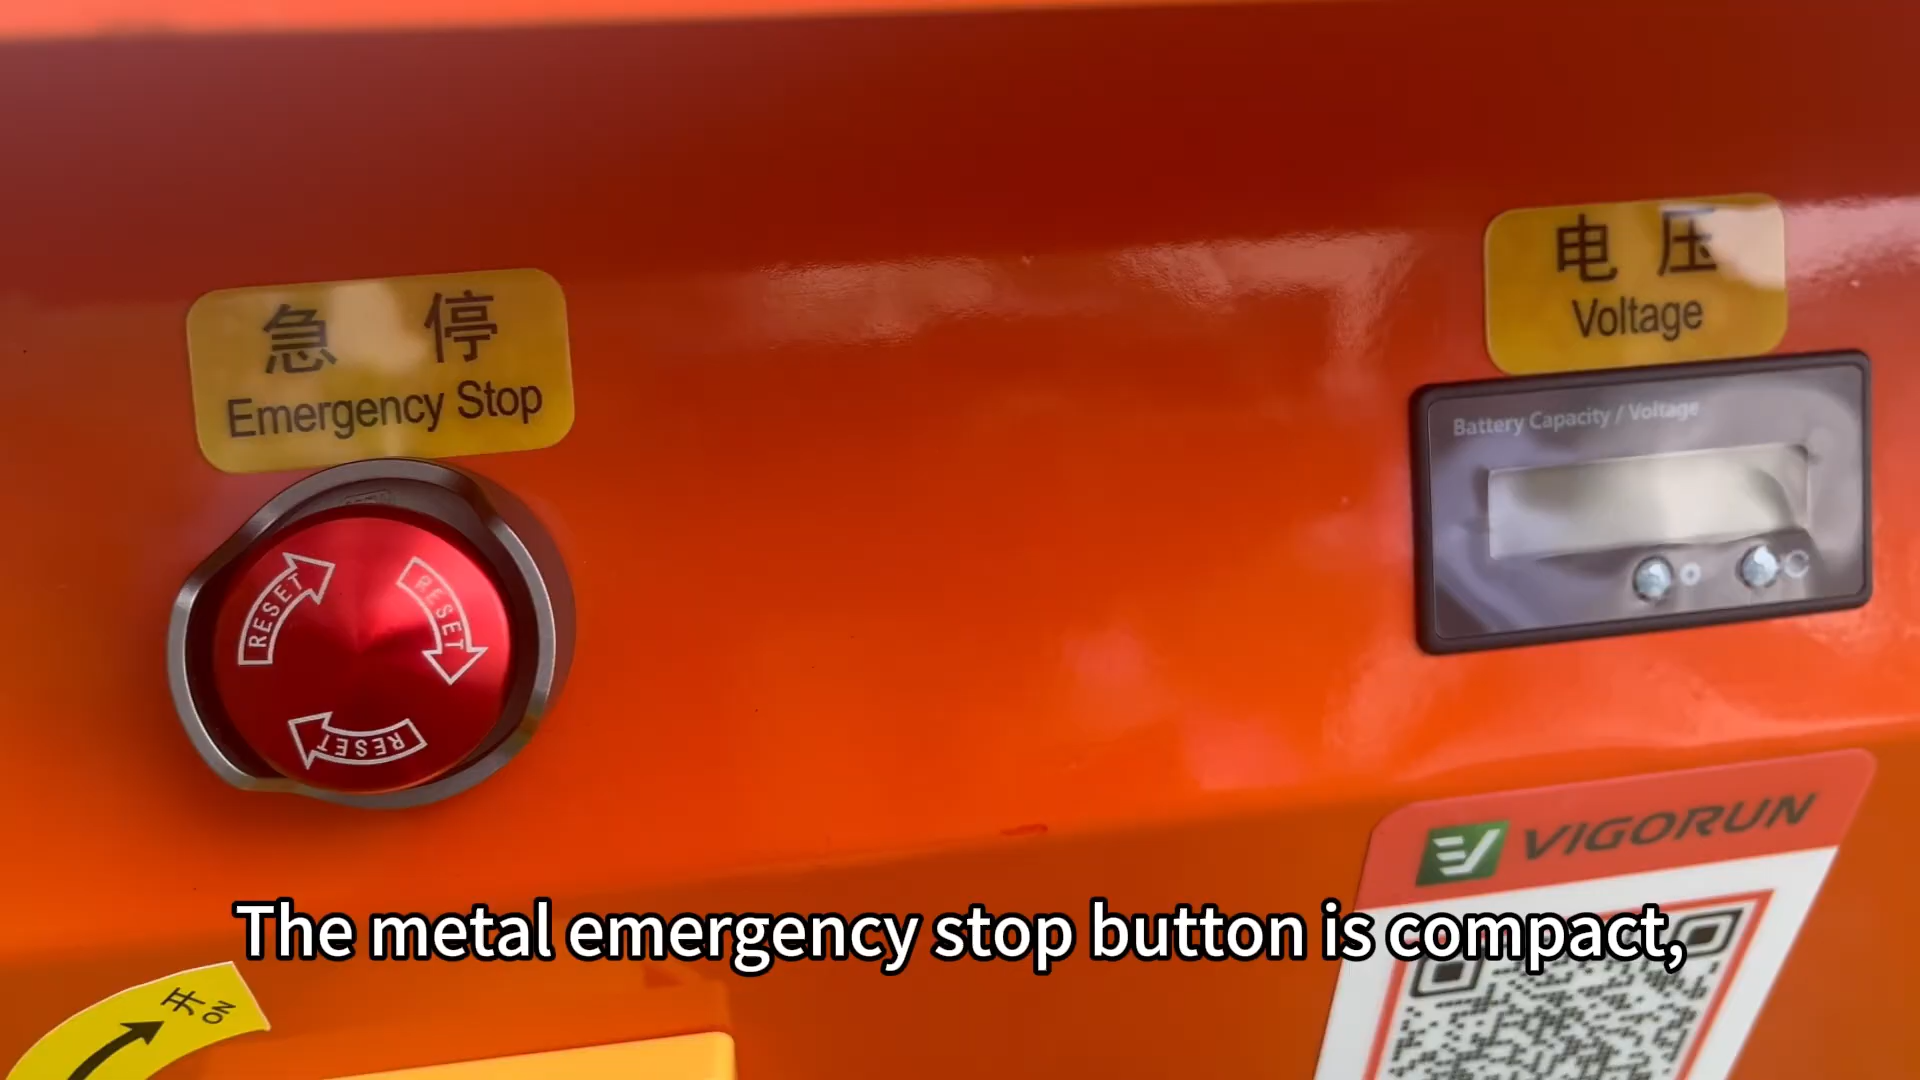 急 停
Emergency Stop
RESET
RESET
RESET
电 压
Voltage
Battery Capacity / Voltage
VIGORUN
The metal emergency stop button is compact,
开
ON